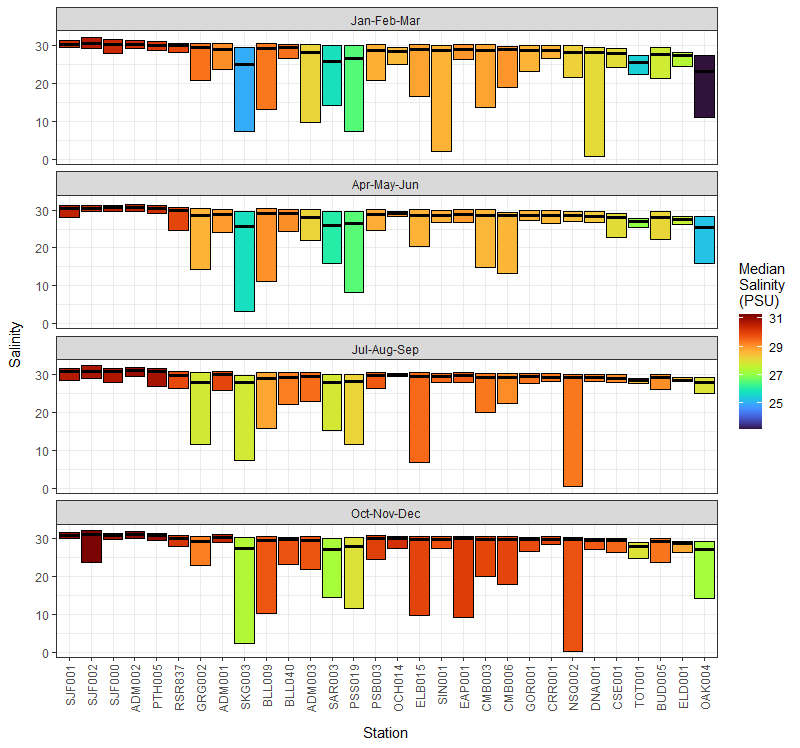 Jan-Feb-Mar
30
20
10
0
Apr-May-Jun
30
20
10
0
Jul-Aug-Sep
30
20
10
0
Oct-Nov-Dec
30
20
10
0
Salinity
SJF001 SJF002 SJF000 ADM002 PTH005 RSR837 GRG002 ADM001 SKG003 BLL009 BLL040 ADM003 SAR003 PSS019 PSB003 OCH014 ELB015 SIN001 EAP001 CMB003 CMB006 GOR001 CRR001 NSQ002 DNA001 CSE001 TOT001 BUD005 ELD001 OAK004
Station
Median
Salinity
(PSU)
31
29
27
25